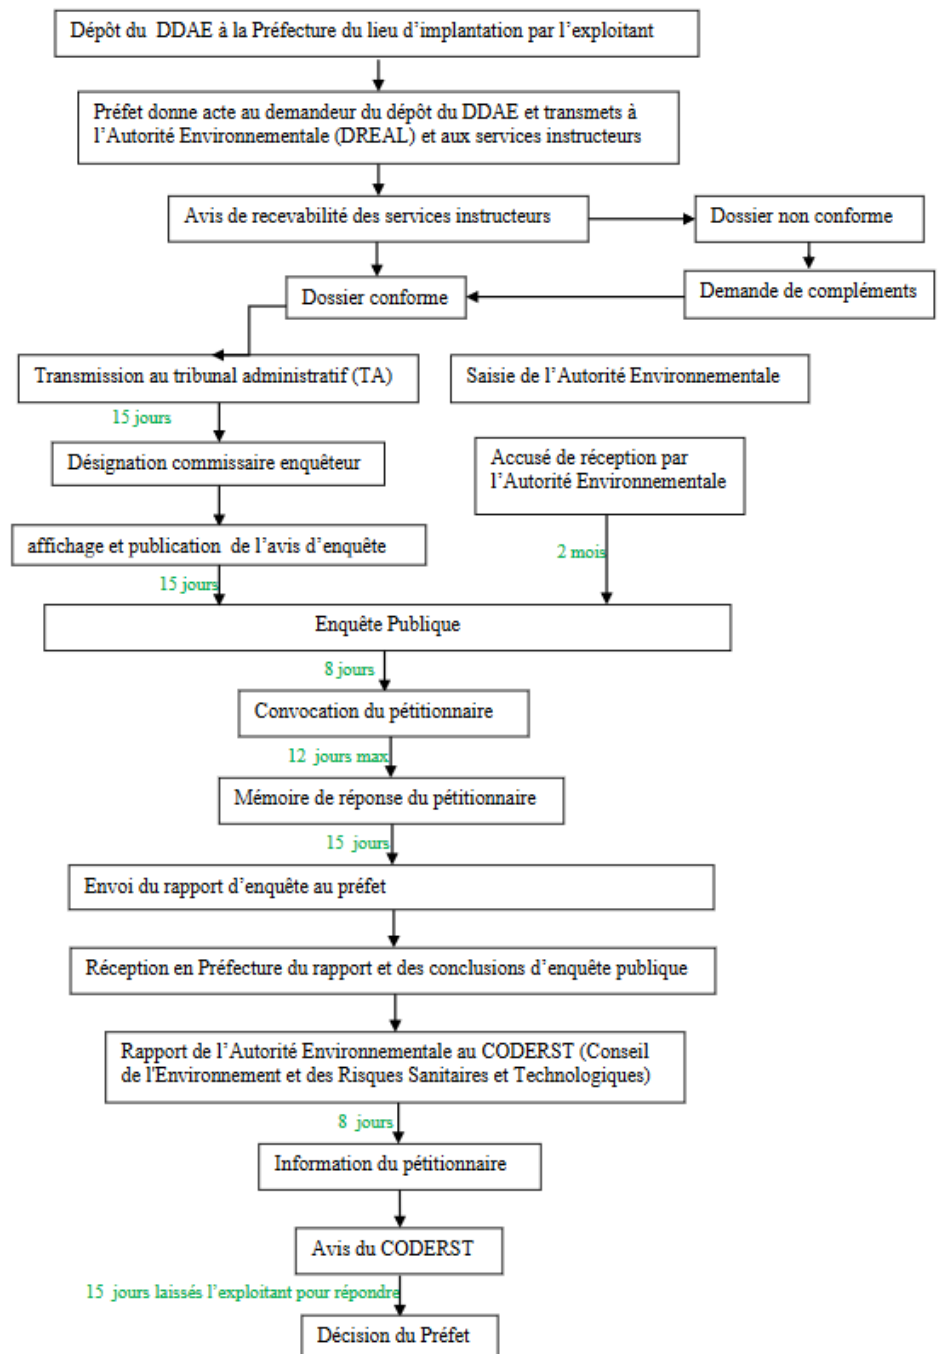 Dépôt du DDAE à la Préfecture du lieu d’implantation par l’exploitant
Préfet donne acte au demandeur du dépôt du DDAE et transmets à
l’Autorité Environnementale (DREAL) et aux services instructeurs
Avis de recevabilité des services instructeurs
Dossier non conforme
Dossier conforme
Demande de compléments
Transmission au tribunal administratif (TA)
Saisie de l’Autorité Environnementale
15 jours
Désignation commissaire enquêteur
Accusé de réception par
l’Autorité Environnementale
affichage et publication de l’avis d’enquête
2 mois
15 jours
Enquête Publique
8 jours
Convocation du pétitionnaire
12 jours max
Mémoire de réponse du pétitionnaire
15 jours
Envoi du rapport d’enquête au préfet
Réception en Préfecture du rapport et des conclusions d’enquête publique
Rapport de l’Autorité Environnementale au CODERST (Conseil
de l'Environnement et des Risques Sanitaires et Technologiques)
8 jours
Information du pétitionnaire
Avis du CODERST
15 jours laissés l’exploitant pour répondre
Décision du Préfet